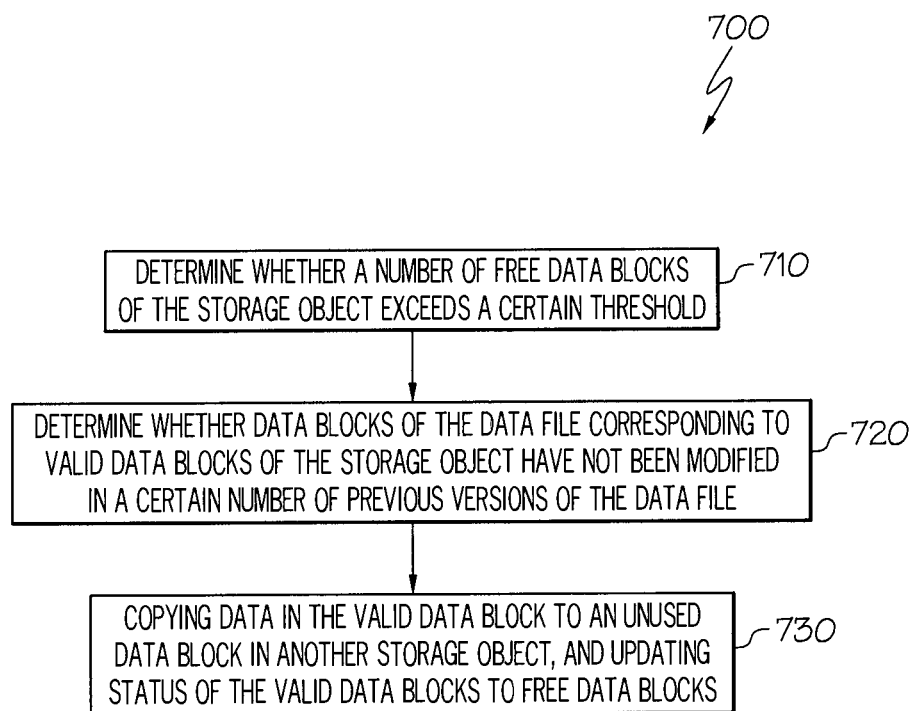 700
DETERMINE WHETHER A NUMBER OF FREE DATA BLOCKS
OF THE STORAGE OBJECT EXCEEDS A CERTAIN THRESHOLD
710
DETERMINE WHETHER DATA BLOCKS OF THE DATA FILE CORRESPONDING TO
VALID DATA BLOCKS OF THE STORAGE OBJECT HAVE NOT BEEN MODIFIED
IN A CERTAIN NUMBER OF PREVIOUS VERSIONS OF THE DATA FILE
720
COPYING DATA IN THE VALID DATA BLOCK TO AN UNUSED
DATA BLOCK IN ANOTHER STORAGE OBJECT, AND UPDATING
STATUS OF THE VALID DATA BLOCKS TO FREE DATA BLOCKS
730